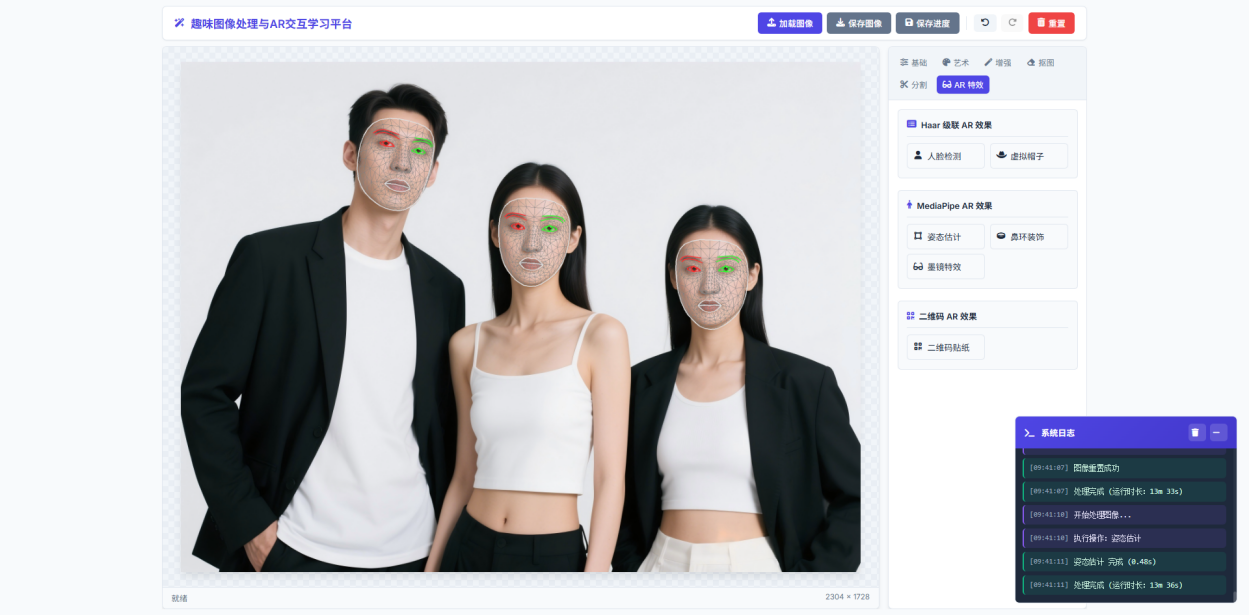 趣味图像处理与AR交互学习平台
加载图像
保存图像
保存进度
重置
基础
艺术
增强
抠图
分割
AR 特效
Haar 级联 AR 效果
人脸检测
虚拟帽子
MediaPipe AR 效果
姿态估计
鼻环装饰
墨镜特效
二维码 AR 效果
二维码贴纸
系统日志
[09:41:07] 图像重置成功
[09:41:07] 处理完成 (运行时长: 13m 33s)
[09:41:10] 开始处理图像...
[09:41:10] 执行操作: 姿态估计
[09:41:11] 姿态估计 完成 (0.48s)
[09:41:11] 处理完成 (运行时长: 13m 36s)
就绪
2304 × 1728